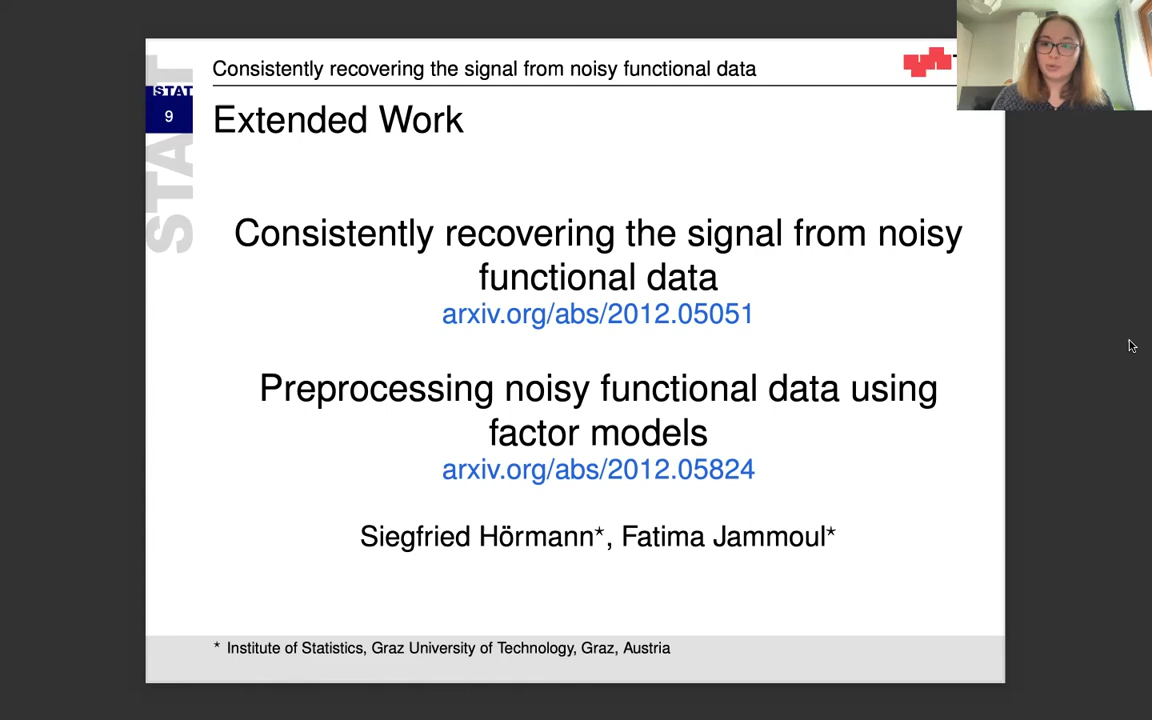 Consistently recovering the signal from noisy functional data
STAT
9
STAT
Extended Work
Consistently recovering the signal from noisy
functional data
arxiv.org/abs/2012.05051
Preprocessing noisy functional data using
factor models
arxiv.org/abs/2012.05824
Siegfried Hörmann*, Fatima Jammoul*
* Institute of Statistics, Graz University of Technology, Graz, Austria